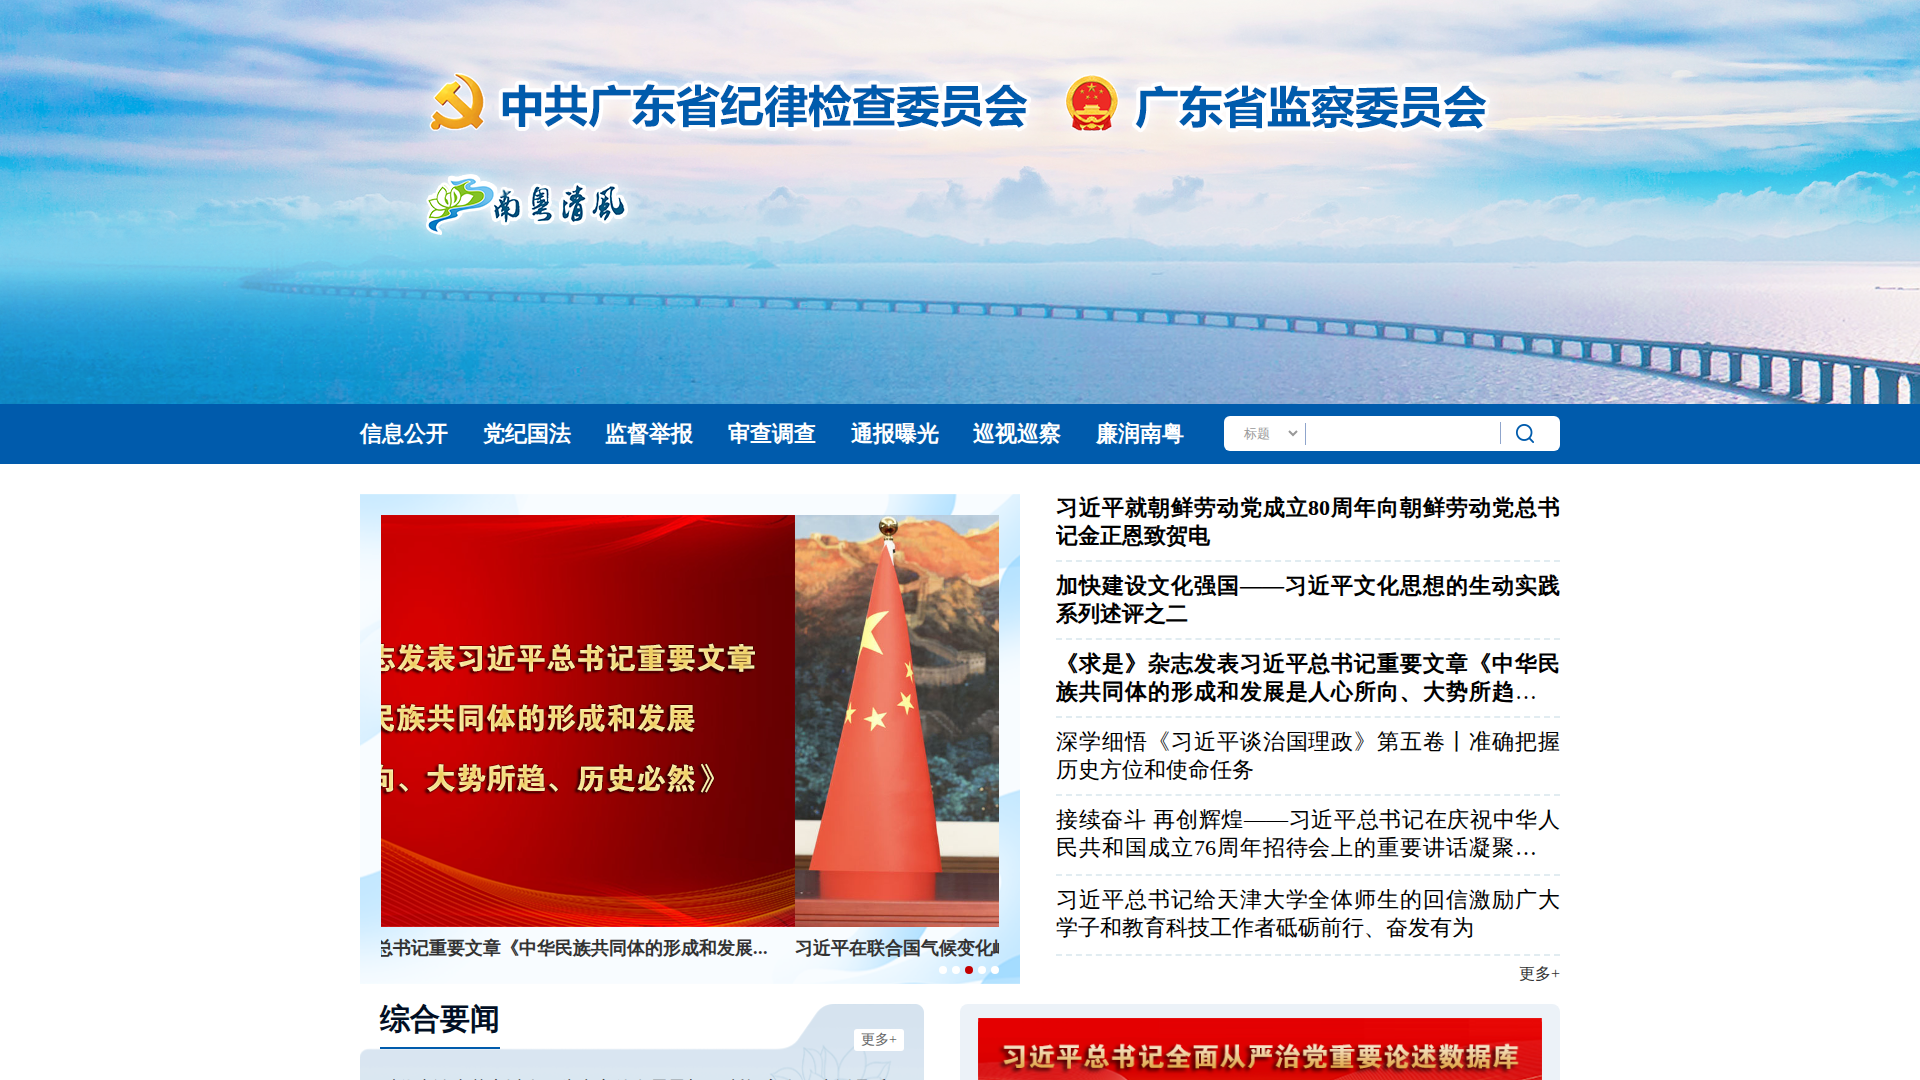 中共广东省纪律检查委员会 广东省监察委员会
南粤清風
信息公开 党纪国法 监督举报 审查调查 通报曝光 巡视巡察 廉润南粤 标题
志发表习近平总书记重要文章
民族共同体的形成和发展
向、大势所趋、历史必然》
总书记重要文章《中华民族共同体的形成和发展...
习近平在联合国气候变化
习近平就朝鲜劳动党成立80周年向朝鲜劳动党总书
记金正恩致贺电
加快建设文化强国——习近平文化思想的生动实践
系列述评之二
《求是》杂志发表习近平总书记重要文章《中华民
族共同体的形成和发展是人心所向、大势所趋…
深学细悟《习近平谈治国理政》第五卷丨准确把握
历史方位和使命任务
接续奋斗 再创辉煌——习近平总书记在庆祝中华人
民共和国成立76周年招待会上的重要讲话凝聚…
习近平总书记给天津大学全体师生的回信激励广大
学子和教育科技工作者砥砺前行、奋发有为
更多+
综合要闻
更多+
习近平总书记全面从严治党重要论述数据库